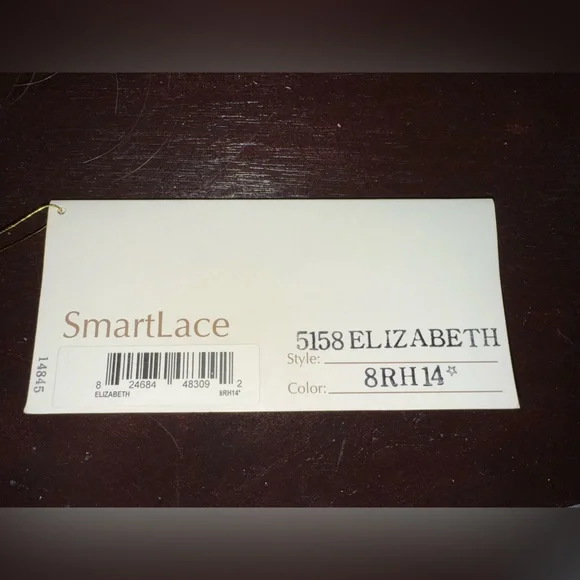 SmartLace
5158 ELIZABETH
Style:
8RH14☆
Color:
14845
8 24684 48309 2
ELIZABETH 8RH14*